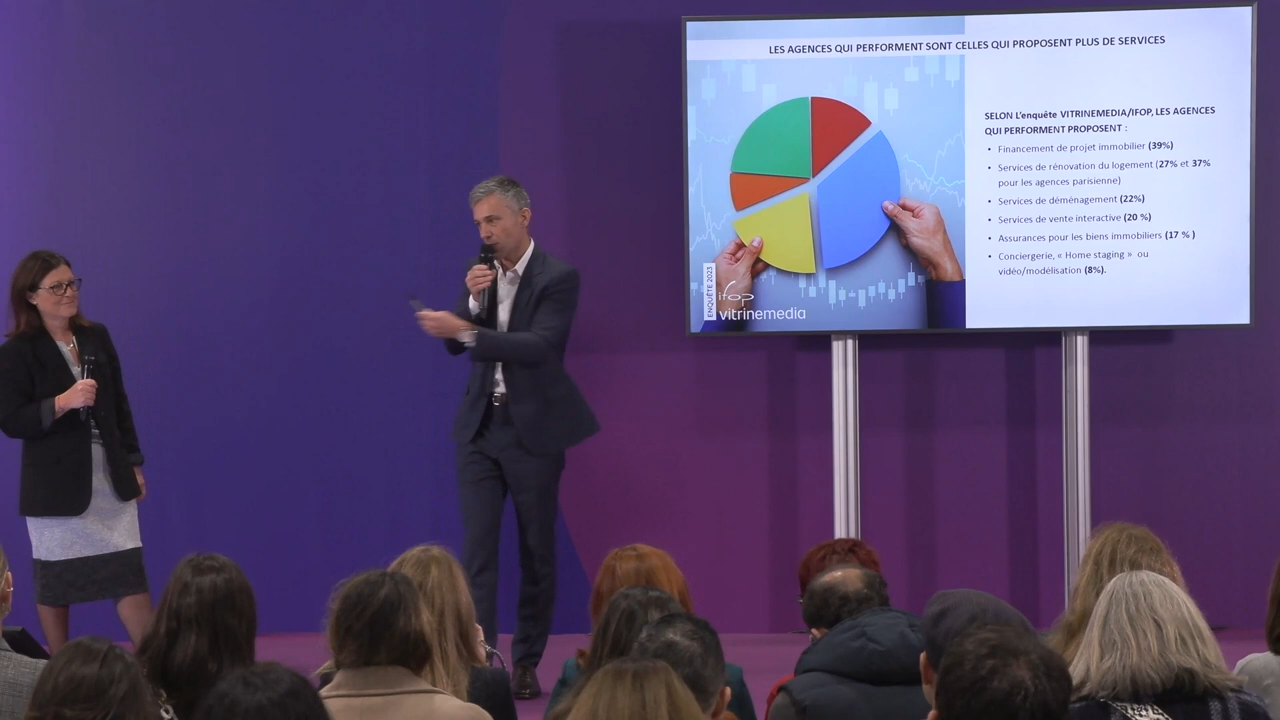 LES AGENCES QUI PERFORMENT SONT CELLES QUI PROPOSENT PLUS DE SERVICES
SELON L'enquête VITRINEMEDIA/IFOP, LES AGENCES
QUI PERFORMENT PROPOSENT :
• Financement de projet immobilier (39%)
• Services de rénovation du logement (27% et 37%
pour les agences parisienne)
• Services de déménagement (22%)
• Services de vente interactive (20 %)
• Assurances pour les biens immobiliers (17 % )
• Conciergerie, « Home staging » ou
vidéo/modélisation (8%).
ENQUÊTE 2023
ifop
vitrinemedia